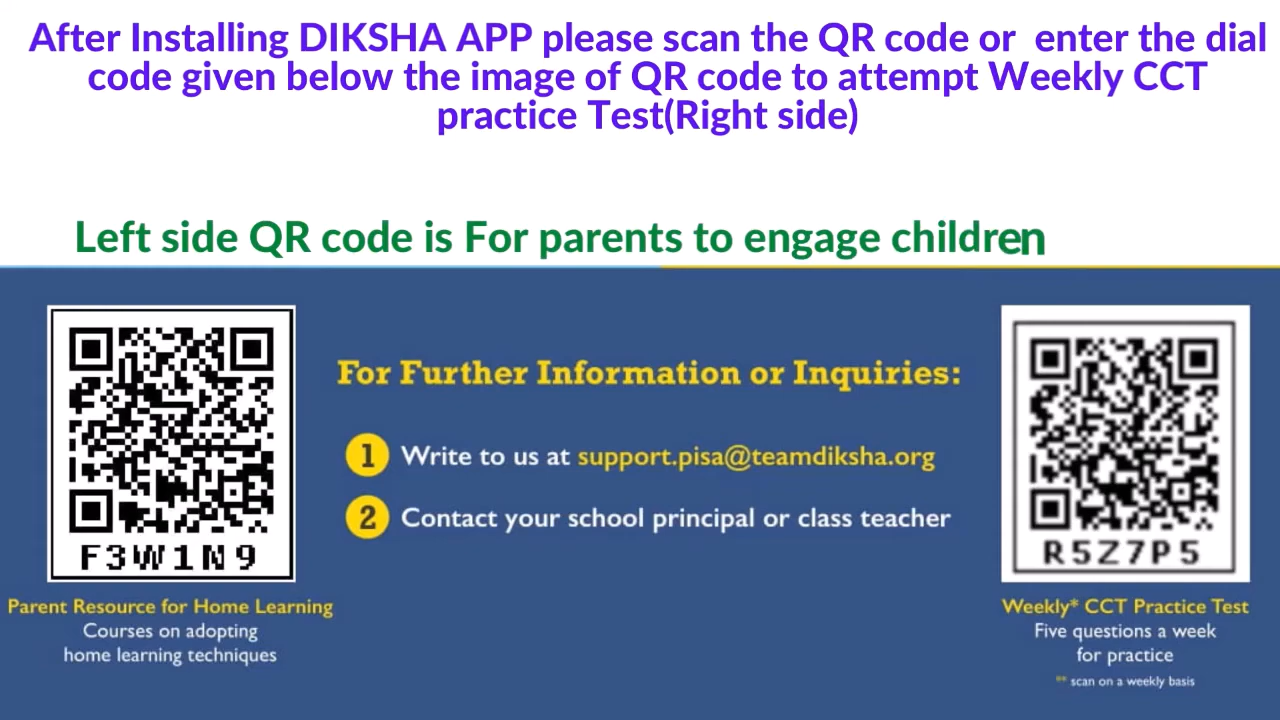 After Installing DIKSHA APP please scan the QR code or  enter the dial
code given below the image of QR code to attempt Weekly CCT
practice Test(Right side)
Left side QR code is For parents to engage children
F3W1N9
Parent Resource for Home Learning
Courses on adopting
home learning techniques
For Further Information or Inquiries:
1 Write to us at support.pisa@teamdiksha.org
2 Contact your school principal or class teacher
R5Z7P5
Weekly* CCT Practice Test
Five questions a week
for practice
** scan on a weekly basis